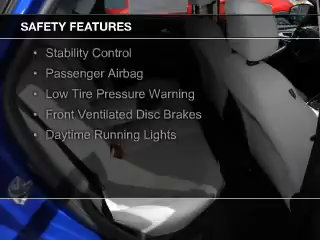 SAFETY FEATURES
• Stability Control
• Passenger Airbag
• Low Tire Pressure Warning
• Front Ventilated Disc Brakes
• Daytime Running Lights